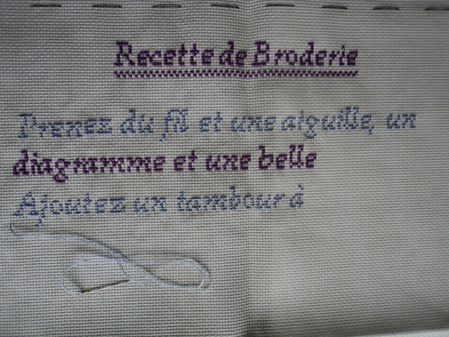 Recette de Broderie
Prenez du fil et une aiguille, un
diagramme et une belle
Ajoutez un tambour à